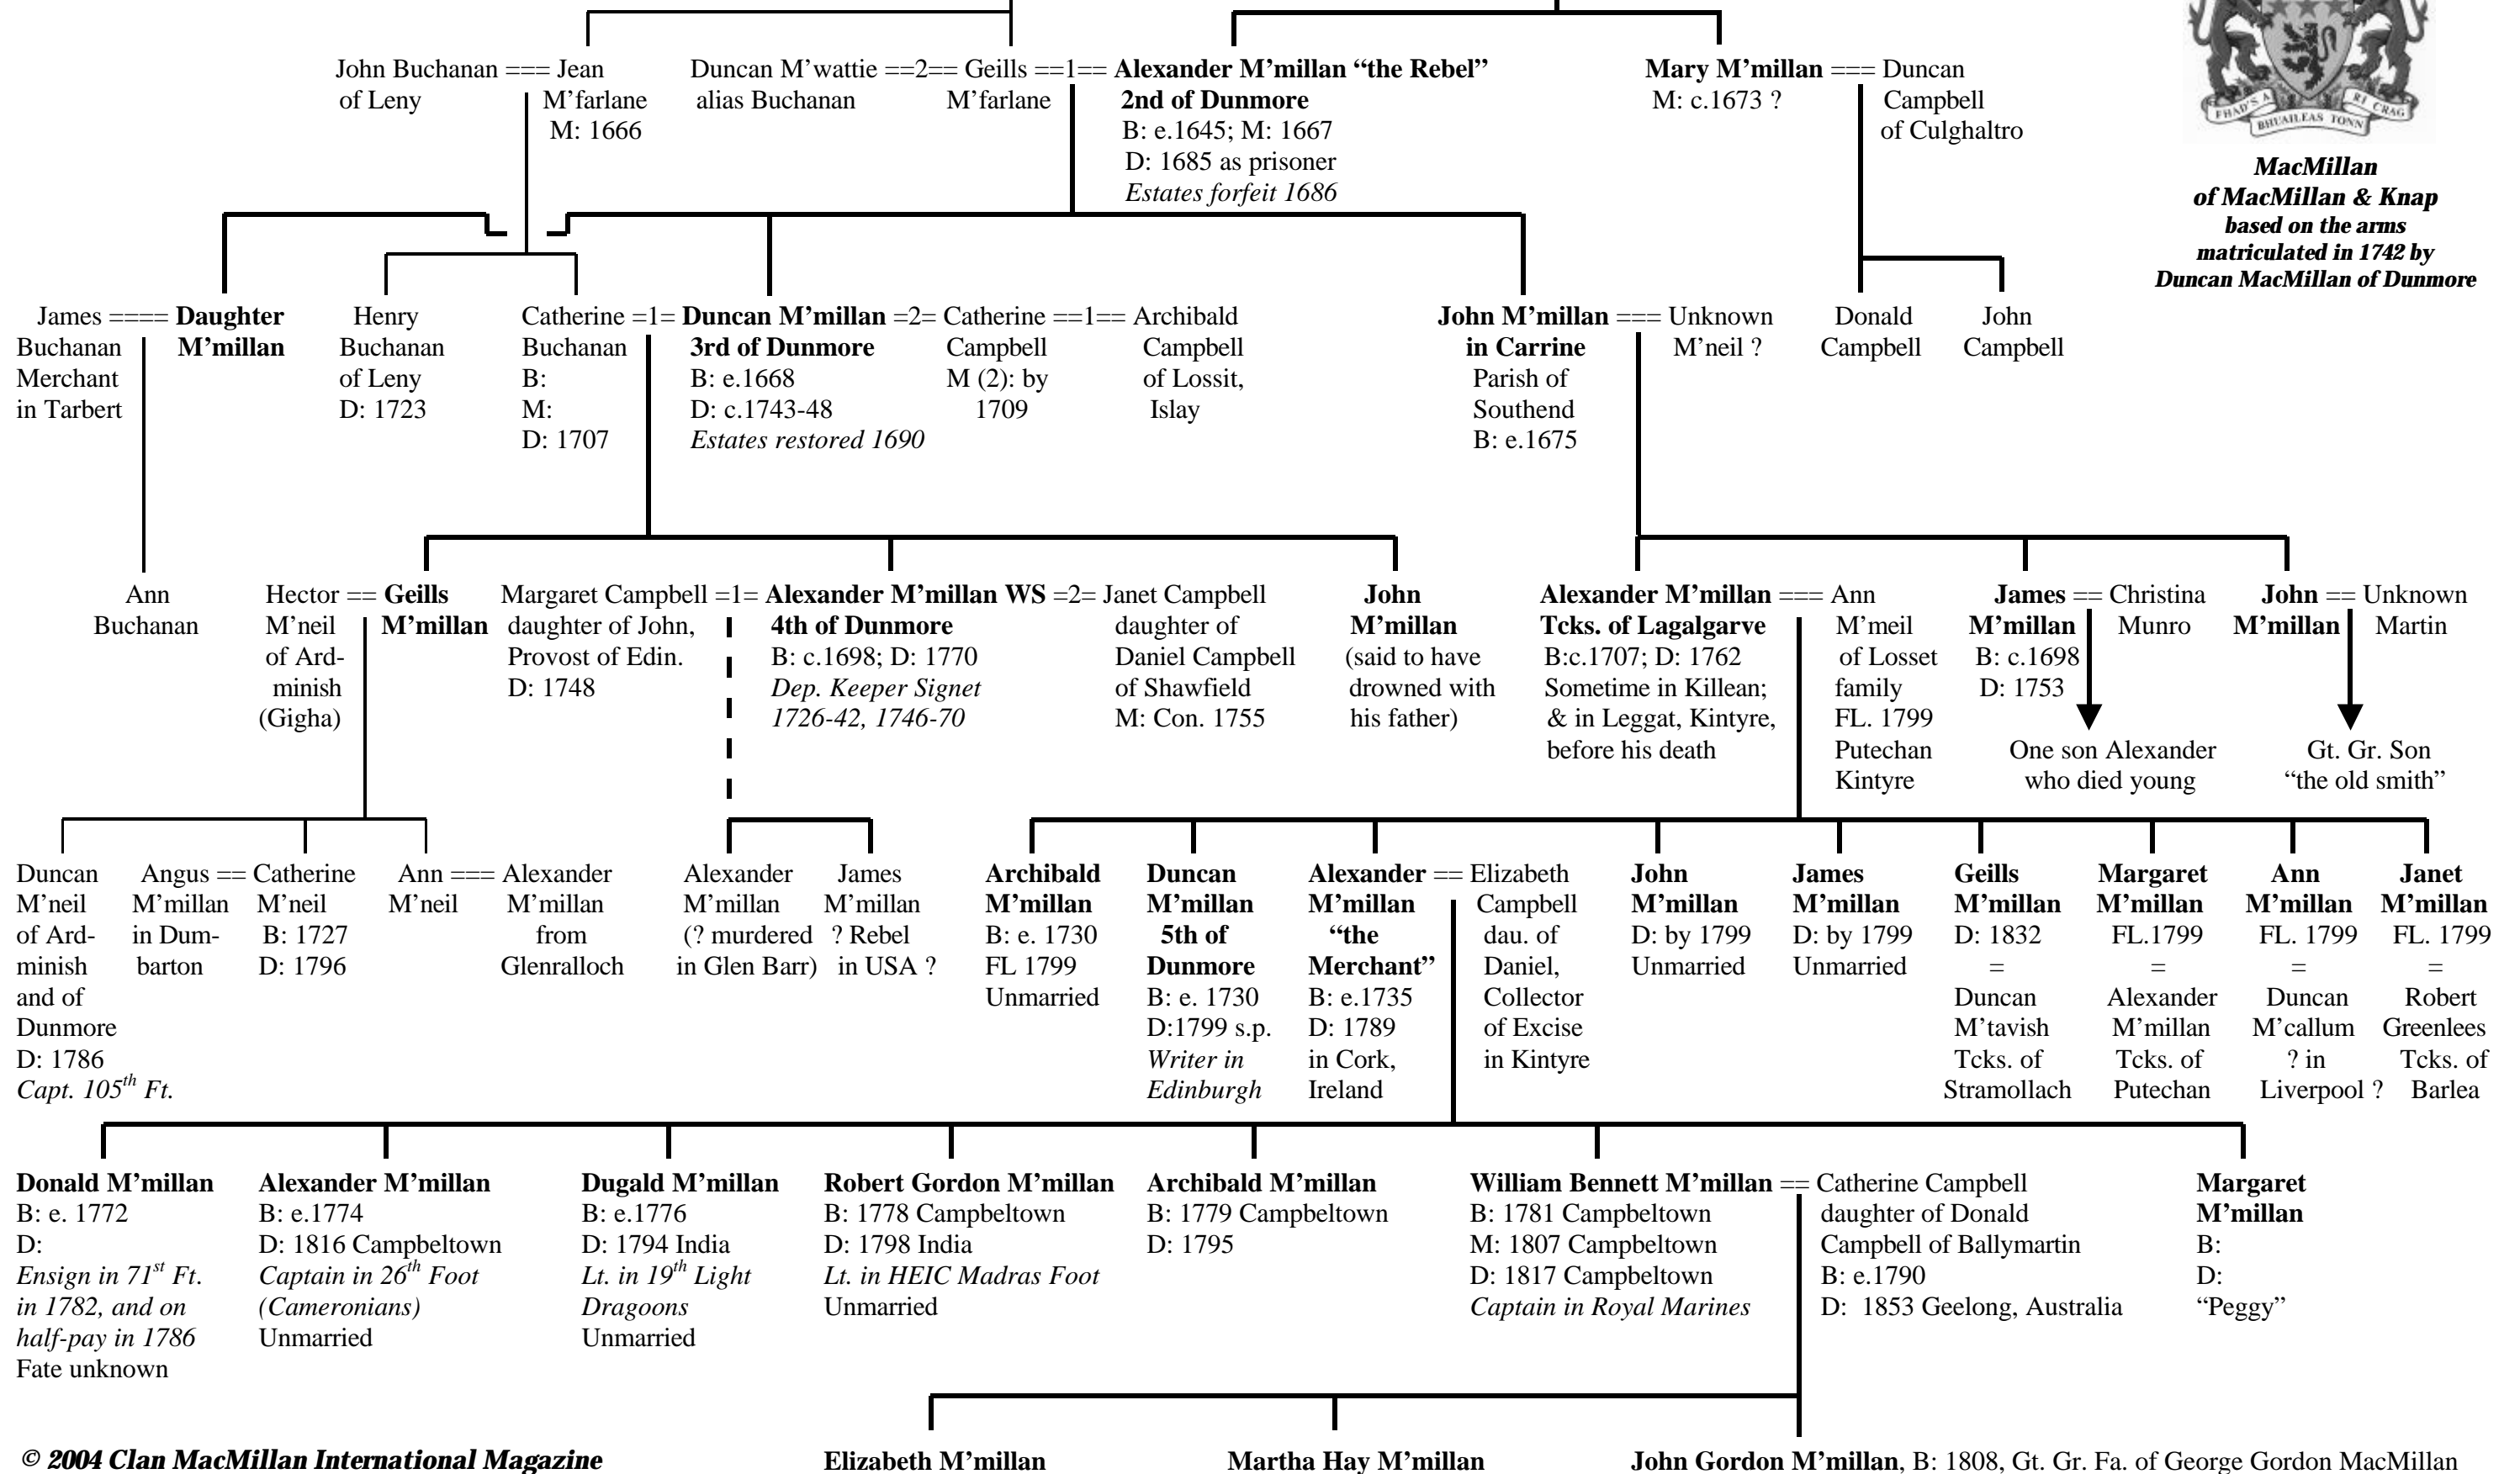 FHAD'S A
BHUAILEAS TONN
RI CRAG
MacMillan
of MacMillan & Knap
based on the arms
matriculated in 1742 by
Duncan MacMillan of Dunmore
John Buchanan === Jean
of Leny M’farlane
M: 1666
Duncan M’wattie ==2== Geills ==1== Alexander M’millan “the Rebel”
alias Buchanan M’farlane 2nd of Dunmore
B: e.1645; M: 1667
D: 1685 as prisoner
Estates forfeit 1686
Mary M’millan === Duncan
M: c.1673 ? Campbell
of Culghaltro
James ==== Daughter
Buchanan M’millan
Merchant
in Tarbert
Henry
Buchanan
of Leny
D: 1723
Catherine =1= Duncan M’millan =2= Catherine ==1== Archibald
Buchanan 3rd of Dunmore Campbell Campbell
B: B: e.1668 M (2): by of Lossit,
M: D: c.1743-48 1709 Islay
D: 1707 Estates restored 1690
John M’millan === Unknown
in Carrine M’neil ?
Parish of
Southend
B: e.1675
Donald
Campbell
John
Campbell
Ann
Buchanan
Hector == Geills
M’neil M’millan
of Ard-
minish
(Gigha)
Margaret Campbell =1= Alexander M’millan WS =2= Janet Campbell
daughter of John, 4th of Dunmore daughter of
Provost of Edin. B: c.1698; D: 1770 Daniel Campbell
D: 1748 Dep. Keeper Signet of Shawfield
1726-42, 1746-70 M: Con. 1755
John
M’millan
(said to have
drowned with
his father)
Alexander M’millan === Ann
Tcks. of Lagalgarve M’meil
B:c.1707; D: 1762 of Losset
Sometime in Killean; family
& in Leggat, Kintyre, FL. 1799
before his death Putechan
Kintyre
James == Christina
M’millan Munro
B: c.1698
D: 1753
One son Alexander
who died young
John == Unknown
M’millan Martin
Gt. Gr. Son
“the old smith”
Duncan
M’neil
of Ard-
minish
and of
Dunmore
D: 1786
Capt. 105th Ft.
Angus == Catherine
M’millan M’neil
in Dum- B: 1727
barton D: 1796
Ann === Alexander
M’neil M’millan
from
Glenralloch
Alexander
M’millan
(? murdered
in Glen Barr)
James
M’millan
? Rebel
in USA ?
Archibald
M’millan
B: e. 1730
FL 1799
Unmarried
Duncan
M’millan
5th of
Dunmore
B: e. 1730
D:1799 s.p.
Writer in
Edinburgh
Alexander == Elizabeth
M’millan Campbell
“the dau. of
Merchant” Daniel,
B: e.1735 Collector
D: 1789 of Excise
in Cork, in Kintyre
Ireland
John
M’millan
D: by 1799
Unmarried
James
M’millan
D: by 1799
Unmarried
Geills
M’millan
D: 1832
=
Duncan
M’tavish
Tcks. of
Stramollach
Margaret
M’millan
FL.1799
=
Alexander
M’millan
Tcks. of
Putechan
Ann
M’millan
FL. 1799
=
Duncan
M’callum
? in
Liverpool ?
Janet
M’millan
FL. 1799
=
Robert
Greenlees
Tcks. of
Barlea
Donald M’millan
B: e. 1772
D:
Ensign in 71st Ft.
in 1782, and on
half-pay in 1786
Fate unknown
Alexander M’millan
B: e.1774
D: 1816 Campbeltown
Captain in 26th Foot
(Cameronians)
Unmarried
Dugald M’millan
B: e.1776
D: 1794 India
Lt. in 19th Light
Dragoons
Unmarried
Robert Gordon M’millan
B: 1778 Campbeltown
D: 1798 India
Lt. in HEIC Madras Foot
Unmarried
Archibald M’millan
B: 1779 Campbeltown
D: 1795
William Bennett M’millan == Catherine Campbell
B: 1781 Campbeltown daughter of Donald
M: 1807 Campbeltown Campbell of Ballymartin
D: 1817 Campbeltown B: e.1790
Captain in Royal Marines D: 1853 Geelong, Australia
Margaret
M’millan
B:
D:
“Peggy”
© 2004 Clan MacMillan International Magazine
Elizabeth M’millan
Martha Hay M’millan
John Gordon M’millan, B: 1808, Gt. Gr. Fa. of George Gordon MacMillan